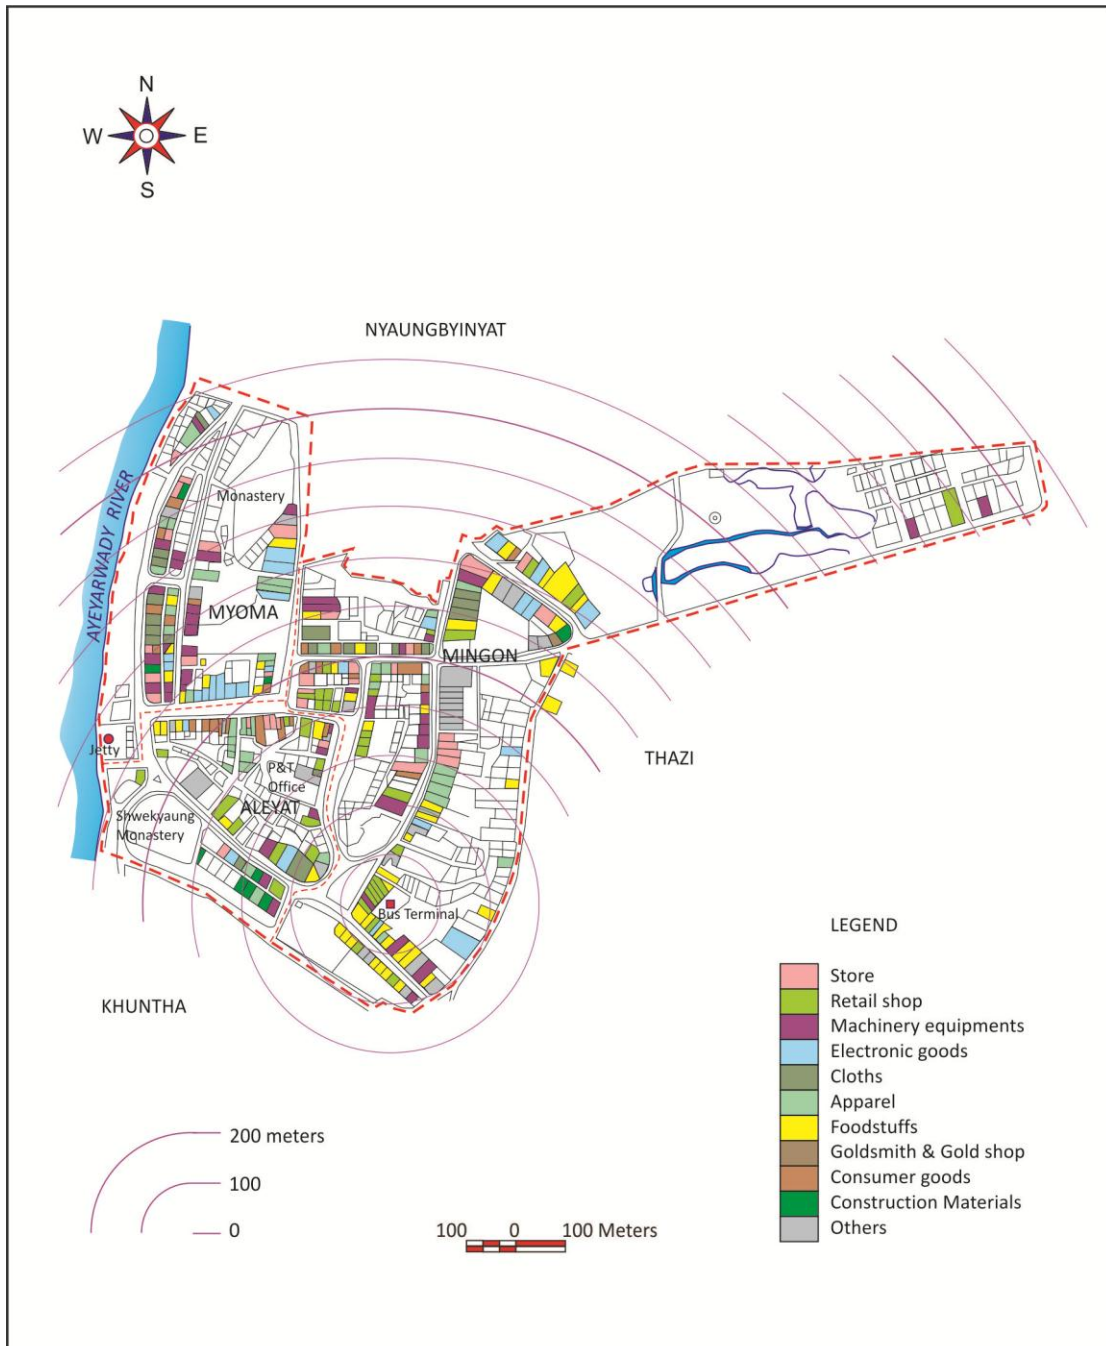 N
W E
S
NYAUNGBYINYAT
AYEYARWADY RIVER
Monastery
MYOMA
MINGON
Jetty
P&T
Office
THAZI
ALEYAT
Shwekyaung
Monastery
Bus Terminal
KHUNTHA
LEGEND
Store
Retail shop
Machinery equipments
Electronic goods
Cloths
Apparel
Foodstuffs
Goldsmith & Gold shop
Consumer goods
Construction Materials
Others
200 meters
100
0
100 0 100 Meters